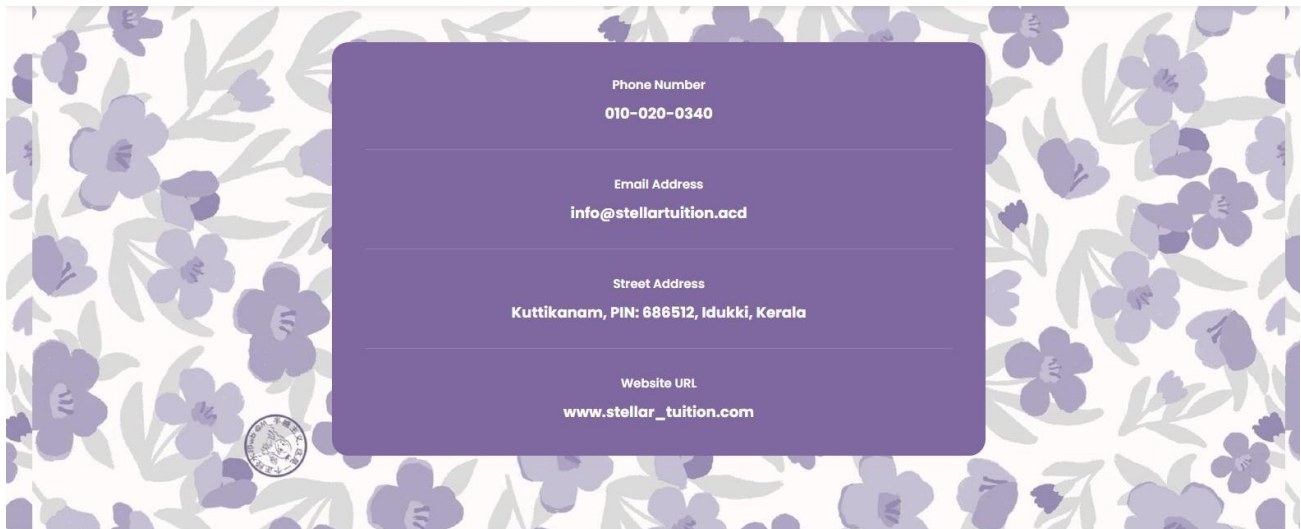 Phone Number
010-020-0340
Email Address
info@stellartuition.acd
Street Address
Kuttikanam, PIN: 686512, Idukki, Kerala
Website URL
www.stellar_tuition.com